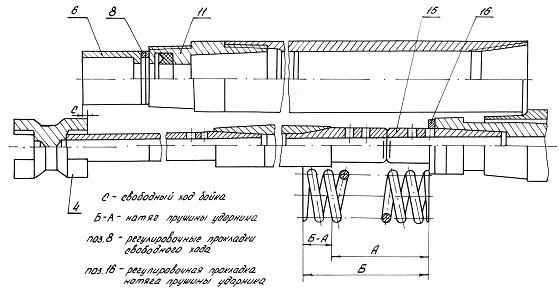 6
8
11
15
16
С
4
С - свободный ход бойка
Б-А - натяг пружины ударника
поз.8 - регулировочные прокладки
свободного хода
поз.16 - регулировочная прокладка
натяга пружины ударника
Б-А
А
Б